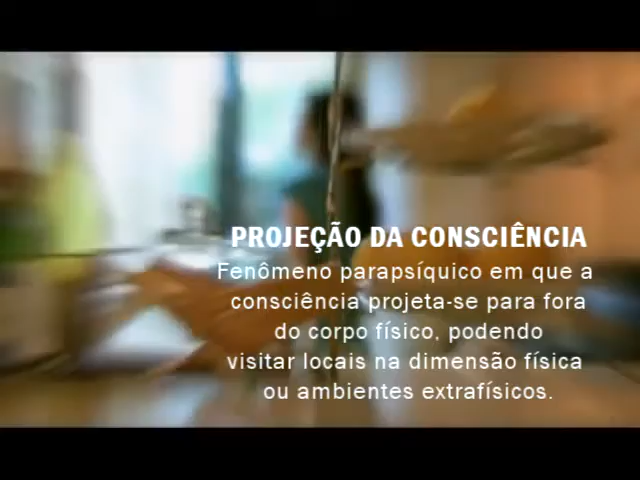 PROJEÇÃO DA CONSCIÊNCIA
Fenômeno parapsíquico em que a
consciência projeta-se para fora
do corpo físico, podendo
visitar locais na dimensão física
ou ambientes extrafísicos.